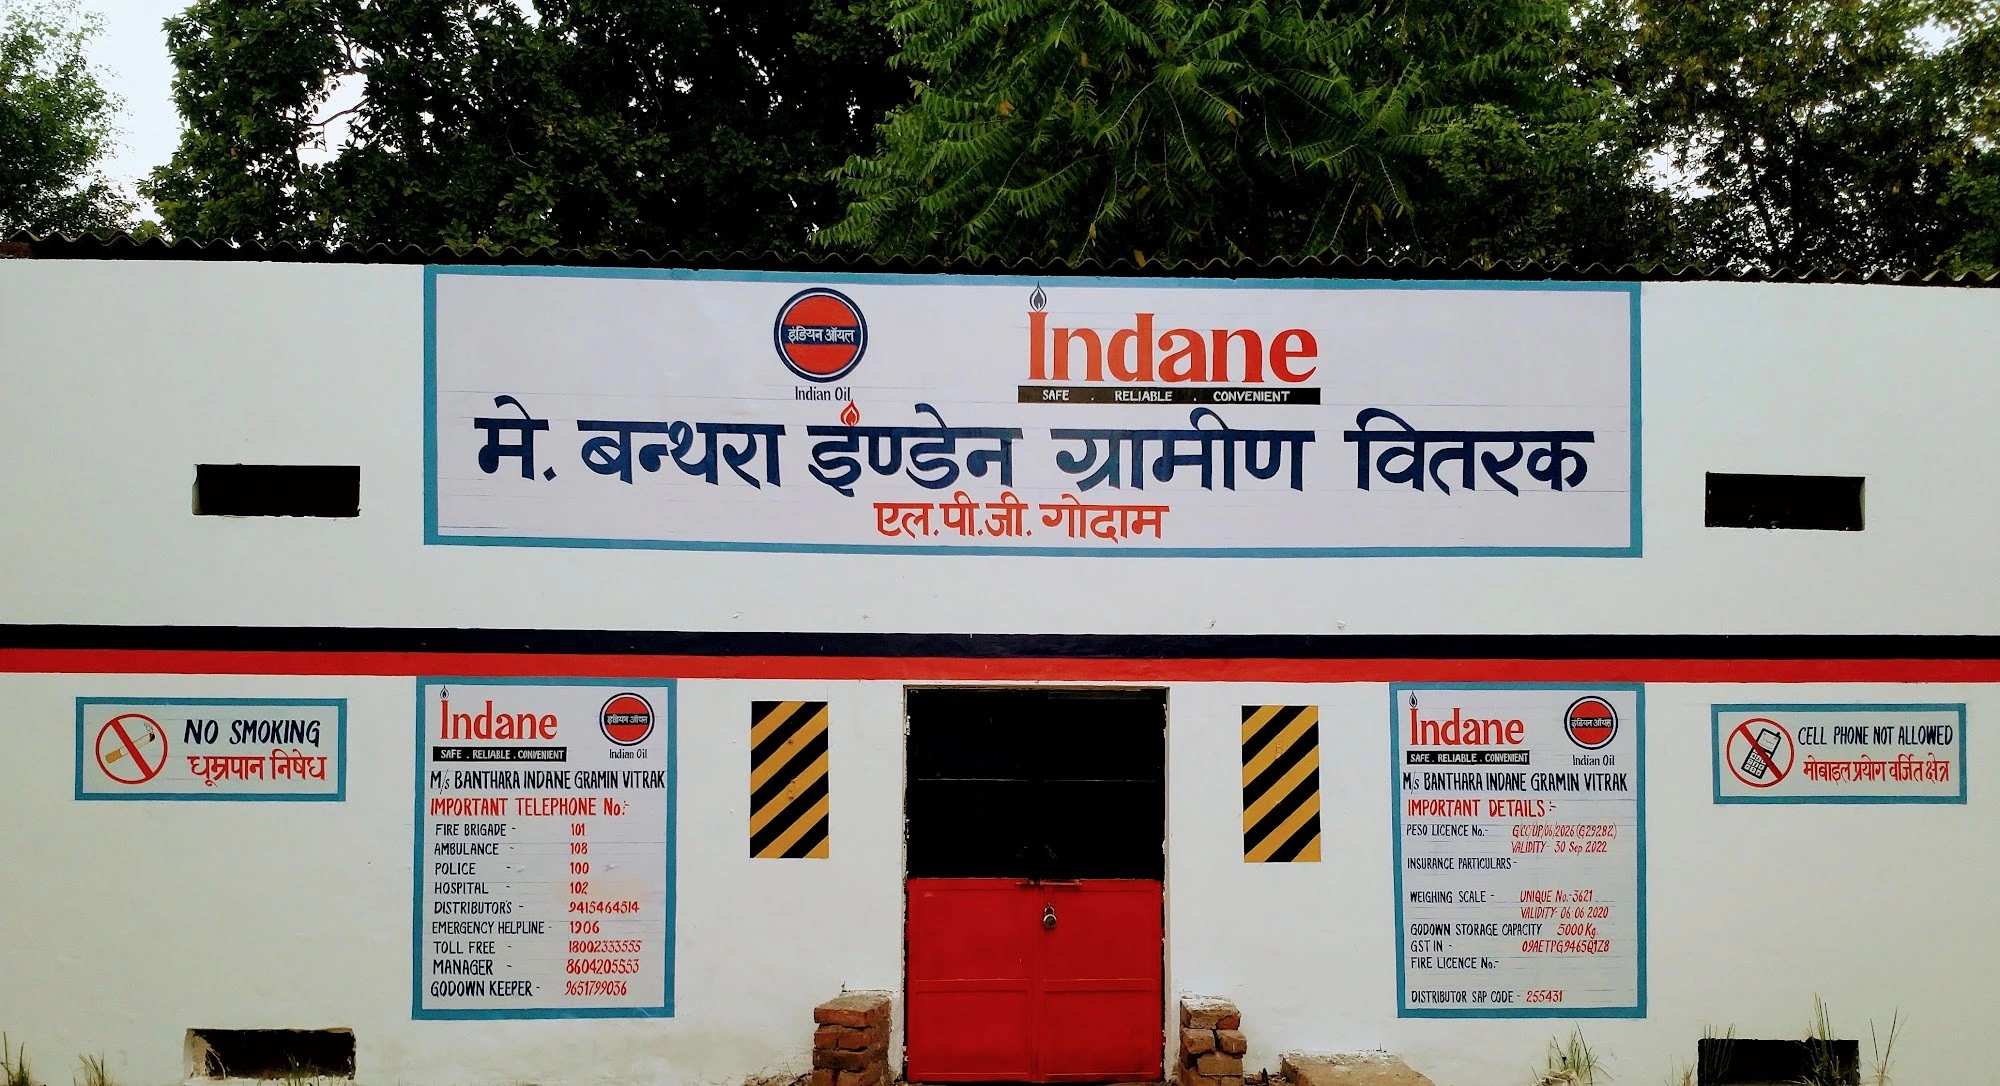 इंडियन ऑयल
Indian Oil
Indane
SAFE . RELIABLE . CONVENIENT
मे. बन्थरा इण्डेन ग्रामीण वितरक
एल.पी.जी. गोदाम
NO SMOKING
धूम्रपान निषेध
Indane
SAFE . RELIABLE . CONVENIENT
इंडियन ऑयल
Indian Oil
M/s BANTHARA INDANE GRAMIN VITRAK
IMPORTANT TELEPHONE No:-
FIRE BRIGADE - 101
AMBULANCE - 108
POLICE - 100
HOSPITAL - 102
DISTRIBUTORS - 9415464514
EMERGENCY HELPLINE - 1906
TOLL FREE - 18002333555
MANAGER - 8604205553
GODOWN KEEPER - 9651799036
Indane
SAFE . RELIABLE . CONVENIENT
इंडियन ऑयल
Indian Oil
M/s BANTHARA INDANE GRAMIN VITRAK
IMPORTANT DETAILS:-
PESO LICENCE No.-
VALIDITY - 30 Sep 2022
INSURANCE PARTICULARS -
WEIGHING SCALE - UNIQUE No.-3621
VALIDITY- 06 06 2020
GODOWN STORAGE CAPACITY 5000 Kg.
GST IN - 09AETPG9465Q1Z8
FIRE LICENCE No.-
DISTRIBUTOR SAP CODE - 255431
CELL PHONE NOT ALLOWED
मोबाइल प्रयोग वर्जित क्षेत्र